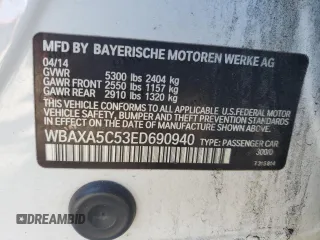 MFD BY BAYERISCHE MOTOREN WERKE AG
04/14
GVWR 5300 lbs 2404 kg
GAWR FRONT 2550 lbs 1157 kg
GAWR REAR 2910 lbs 1320 kg
THIS VEHICLE CONFORMS TO ALL APPLICABLE U.S.
FEDERAL MOTOR VEHICLE SAFETY, BUMPER AND THEFT
PREVENTION STANDARDS IN EFFECT ON THE DATE OF
MANUFACTURE SHOWN ABOVE.
WBAXA5C53ED690940 TYPE: PASSENGER CAR
DREAMBID